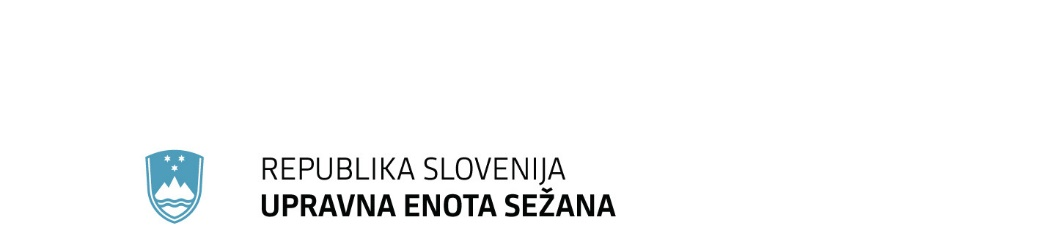 REPUBLIKA SLOVENIJA
UPRAVNA ENOTA SEŽANA